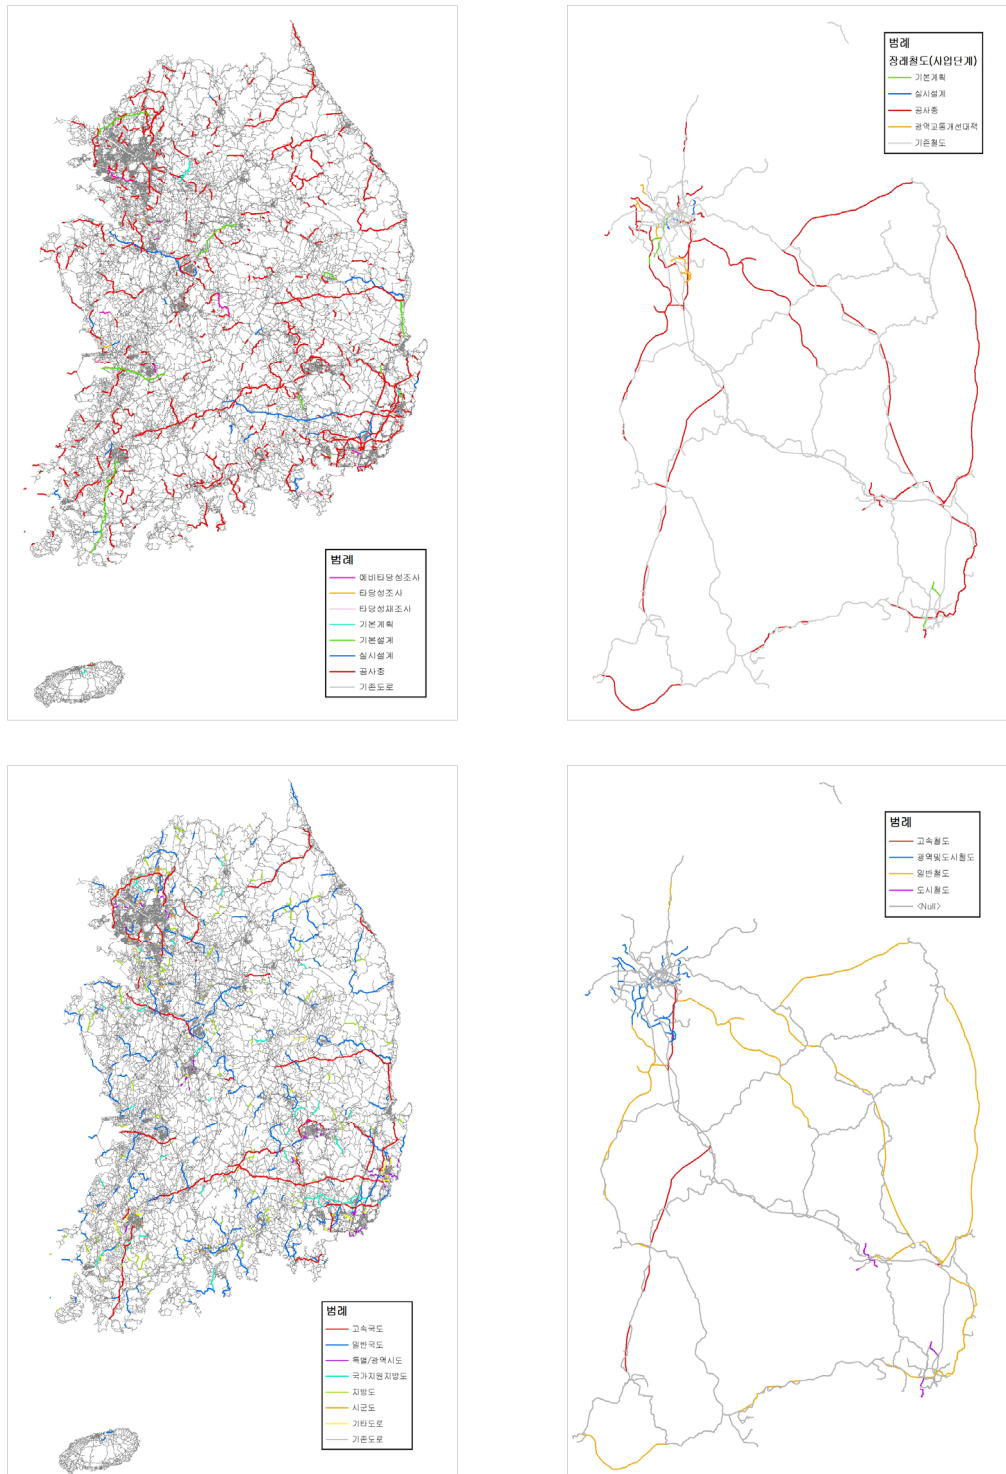 범례
예비타당성조사
타당성조사
타당성재조사
기본계획
기본설계
실시설계
공사중
기존도로
범례
장래철도(사업단계)
기본계획
실시설계
공사중
광역교통개선대책
기존철도
범례
고속국도
일반국도
특별/광역시도
국가지원지방도
지방도
시군도
기타도로
기존도로
범례
고속철도
광역및도시철도
일반철도
도시철도
<Null>